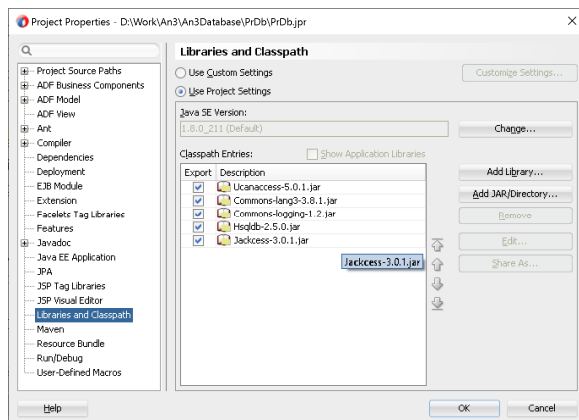 Project Properties - D:\Work\An3\An3Database\PrDb\PrDb.jpr
Project Source Paths
ADF Business Components
ADF Model
ADF View
Ant
Compiler
Dependencies
Deployment
EJB Module
Extension
Facelets Tag Libraries
Features
Javadoc
Java EE Application
JPA
JSP Tag Libraries
JSP Visual Editor
Libraries and Classpath
Maven
Resource Bundle
Run/Debug
User-Defined Macros
Libraries and Classpath
Use Custom Settings
Customize Settings...
Use Project Settings
Java SE Version:
1.8.0_211 (Default)
Change...
Classpath Entries:
Show Application Libraries
Export Description
Ucanaccess-5.0.1.jar
Commons-lang3-3.8.1.jar
Commons-logging-1.2.jar
Hsqldb-2.5.0.jar
Jackcess-3.0.1.jar
Jackcess-3.0.1.jar
Add Library...
Add JAR/Directory...
Remove
Edit...
Share As...
Help
OK
Cancel